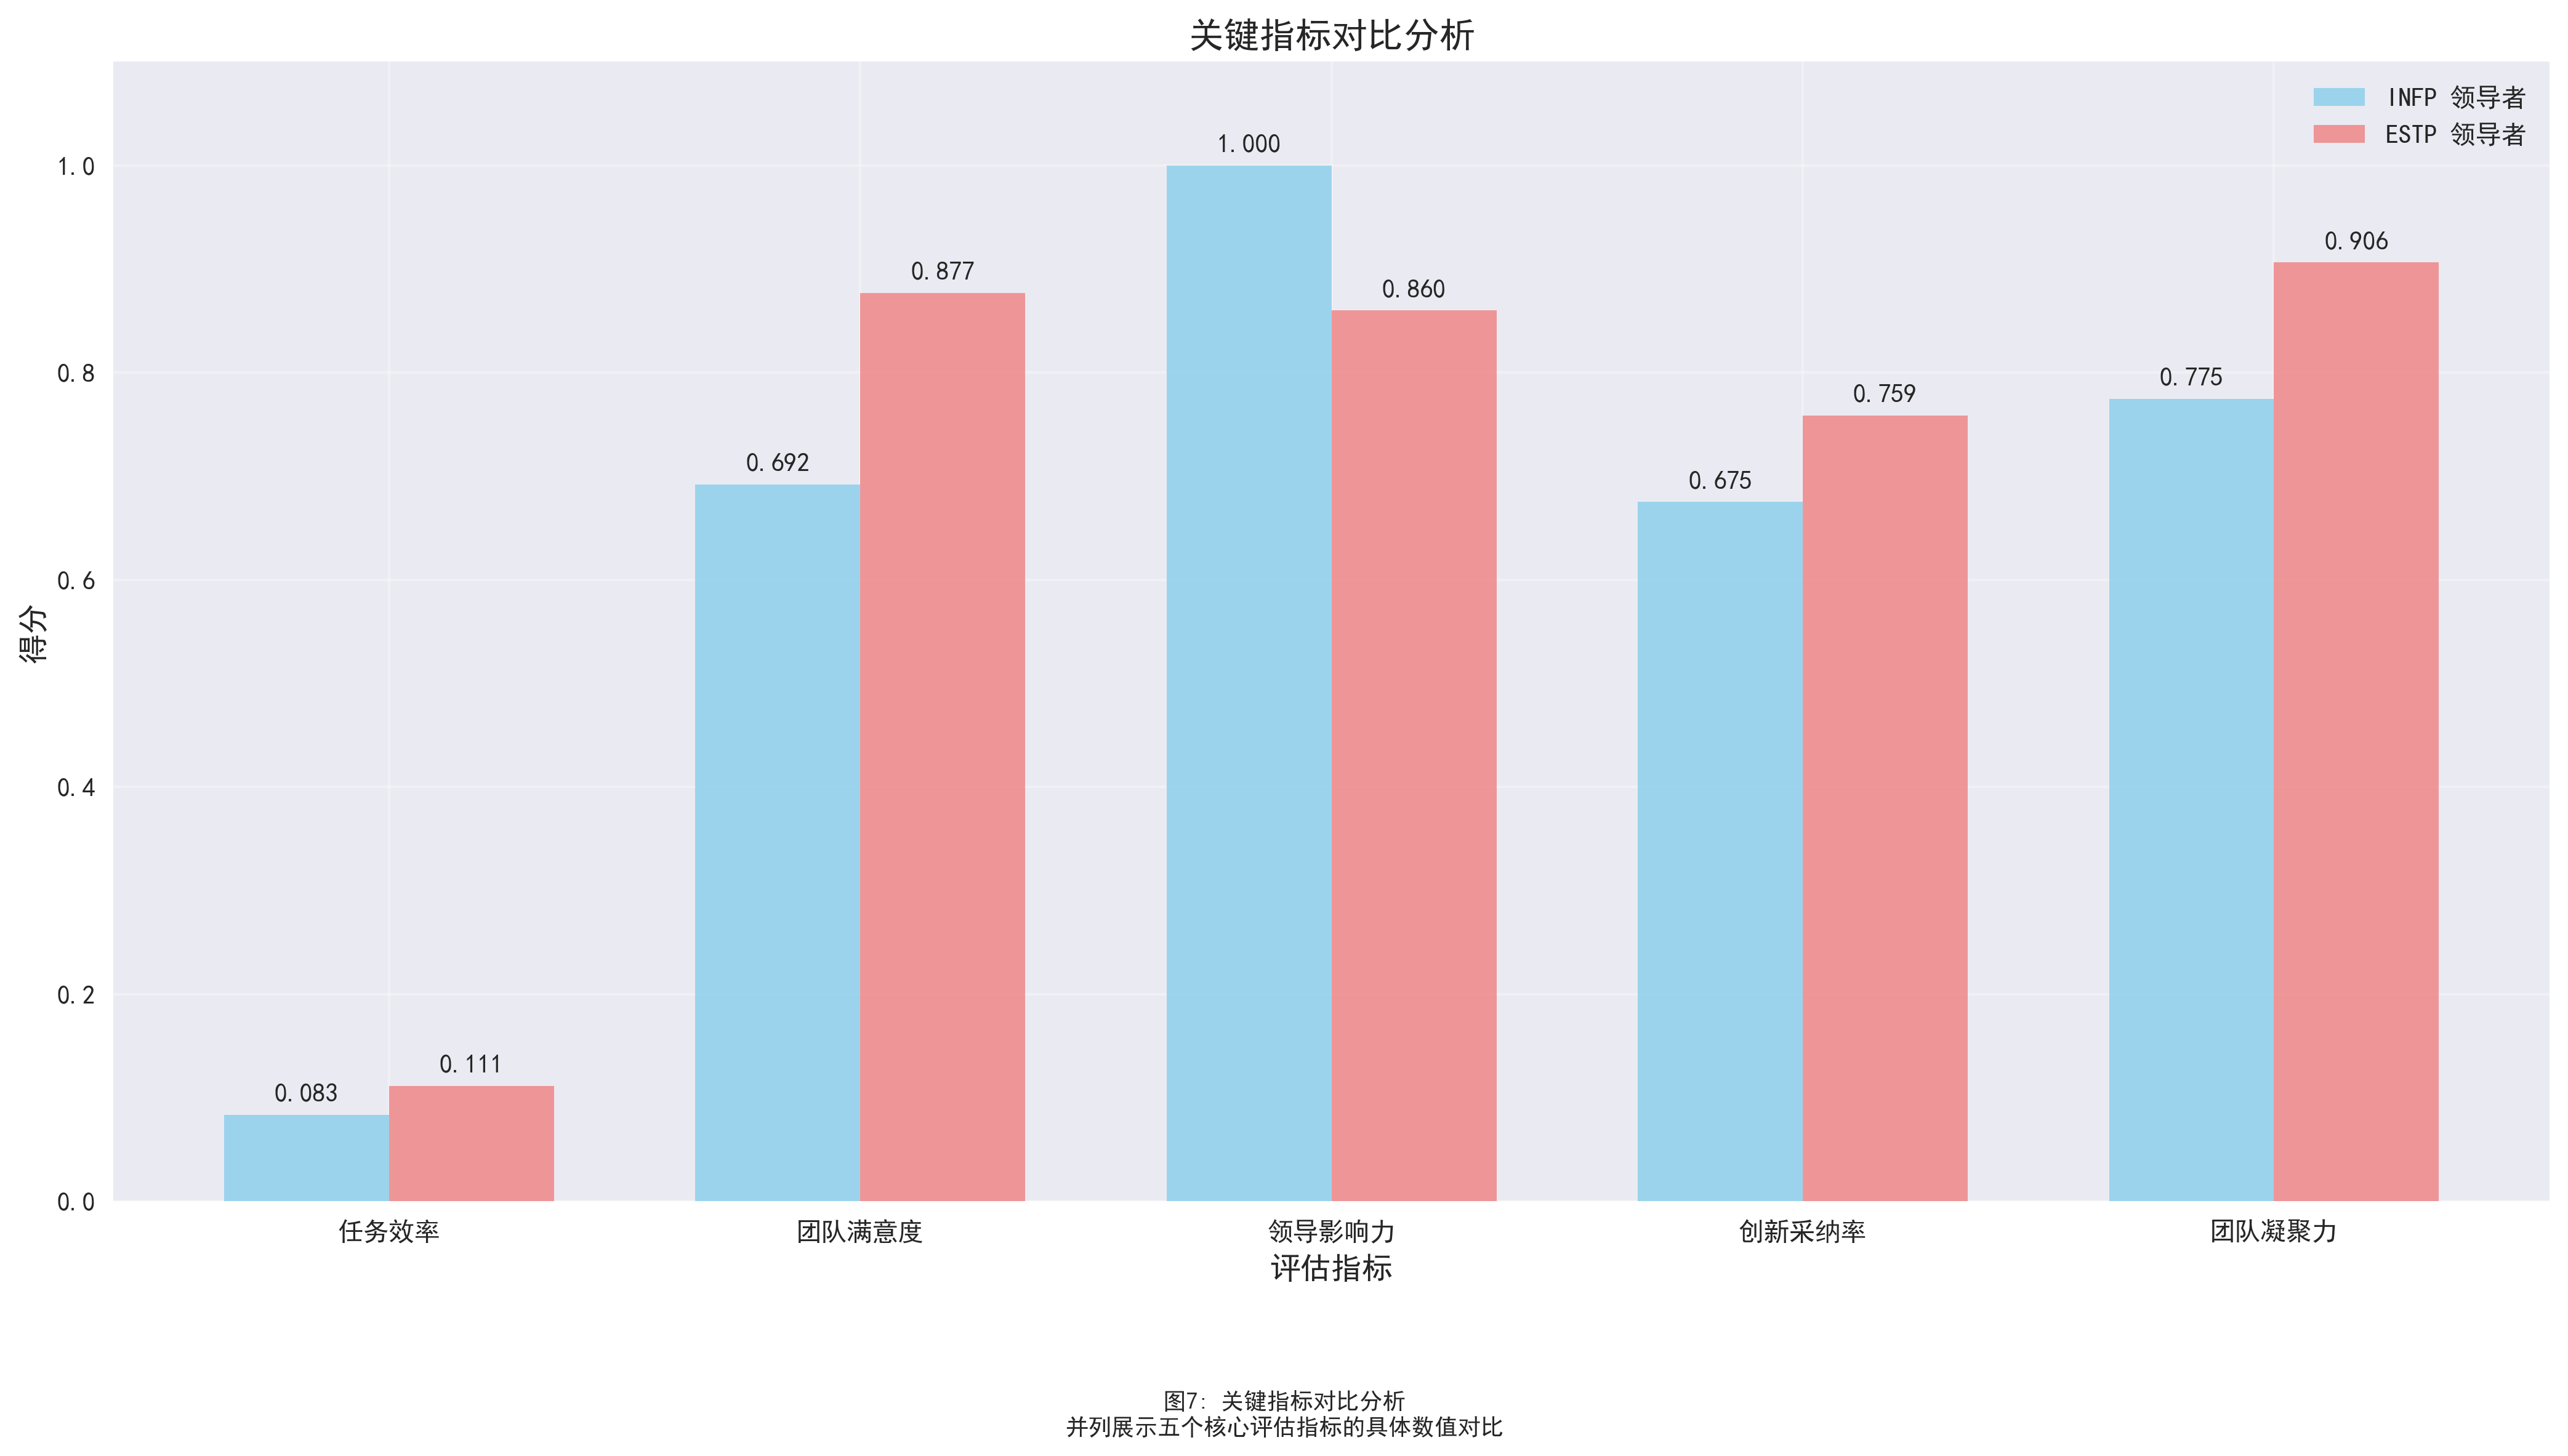 关键指标对比分析
INFP 领导者
ESTP 领导者
得分
1.0
0.8
0.6
0.4
0.2
0.0
0.083
0.111
0.692
0.877
1.000
0.860
0.675
0.759
0.775
0.906
任务效率
团队满意度
领导影响力
创新采纳率
团队凝聚力
评估指标
图7: 关键指标对比分析
并列展示五个核心评估指标的具体数值对比